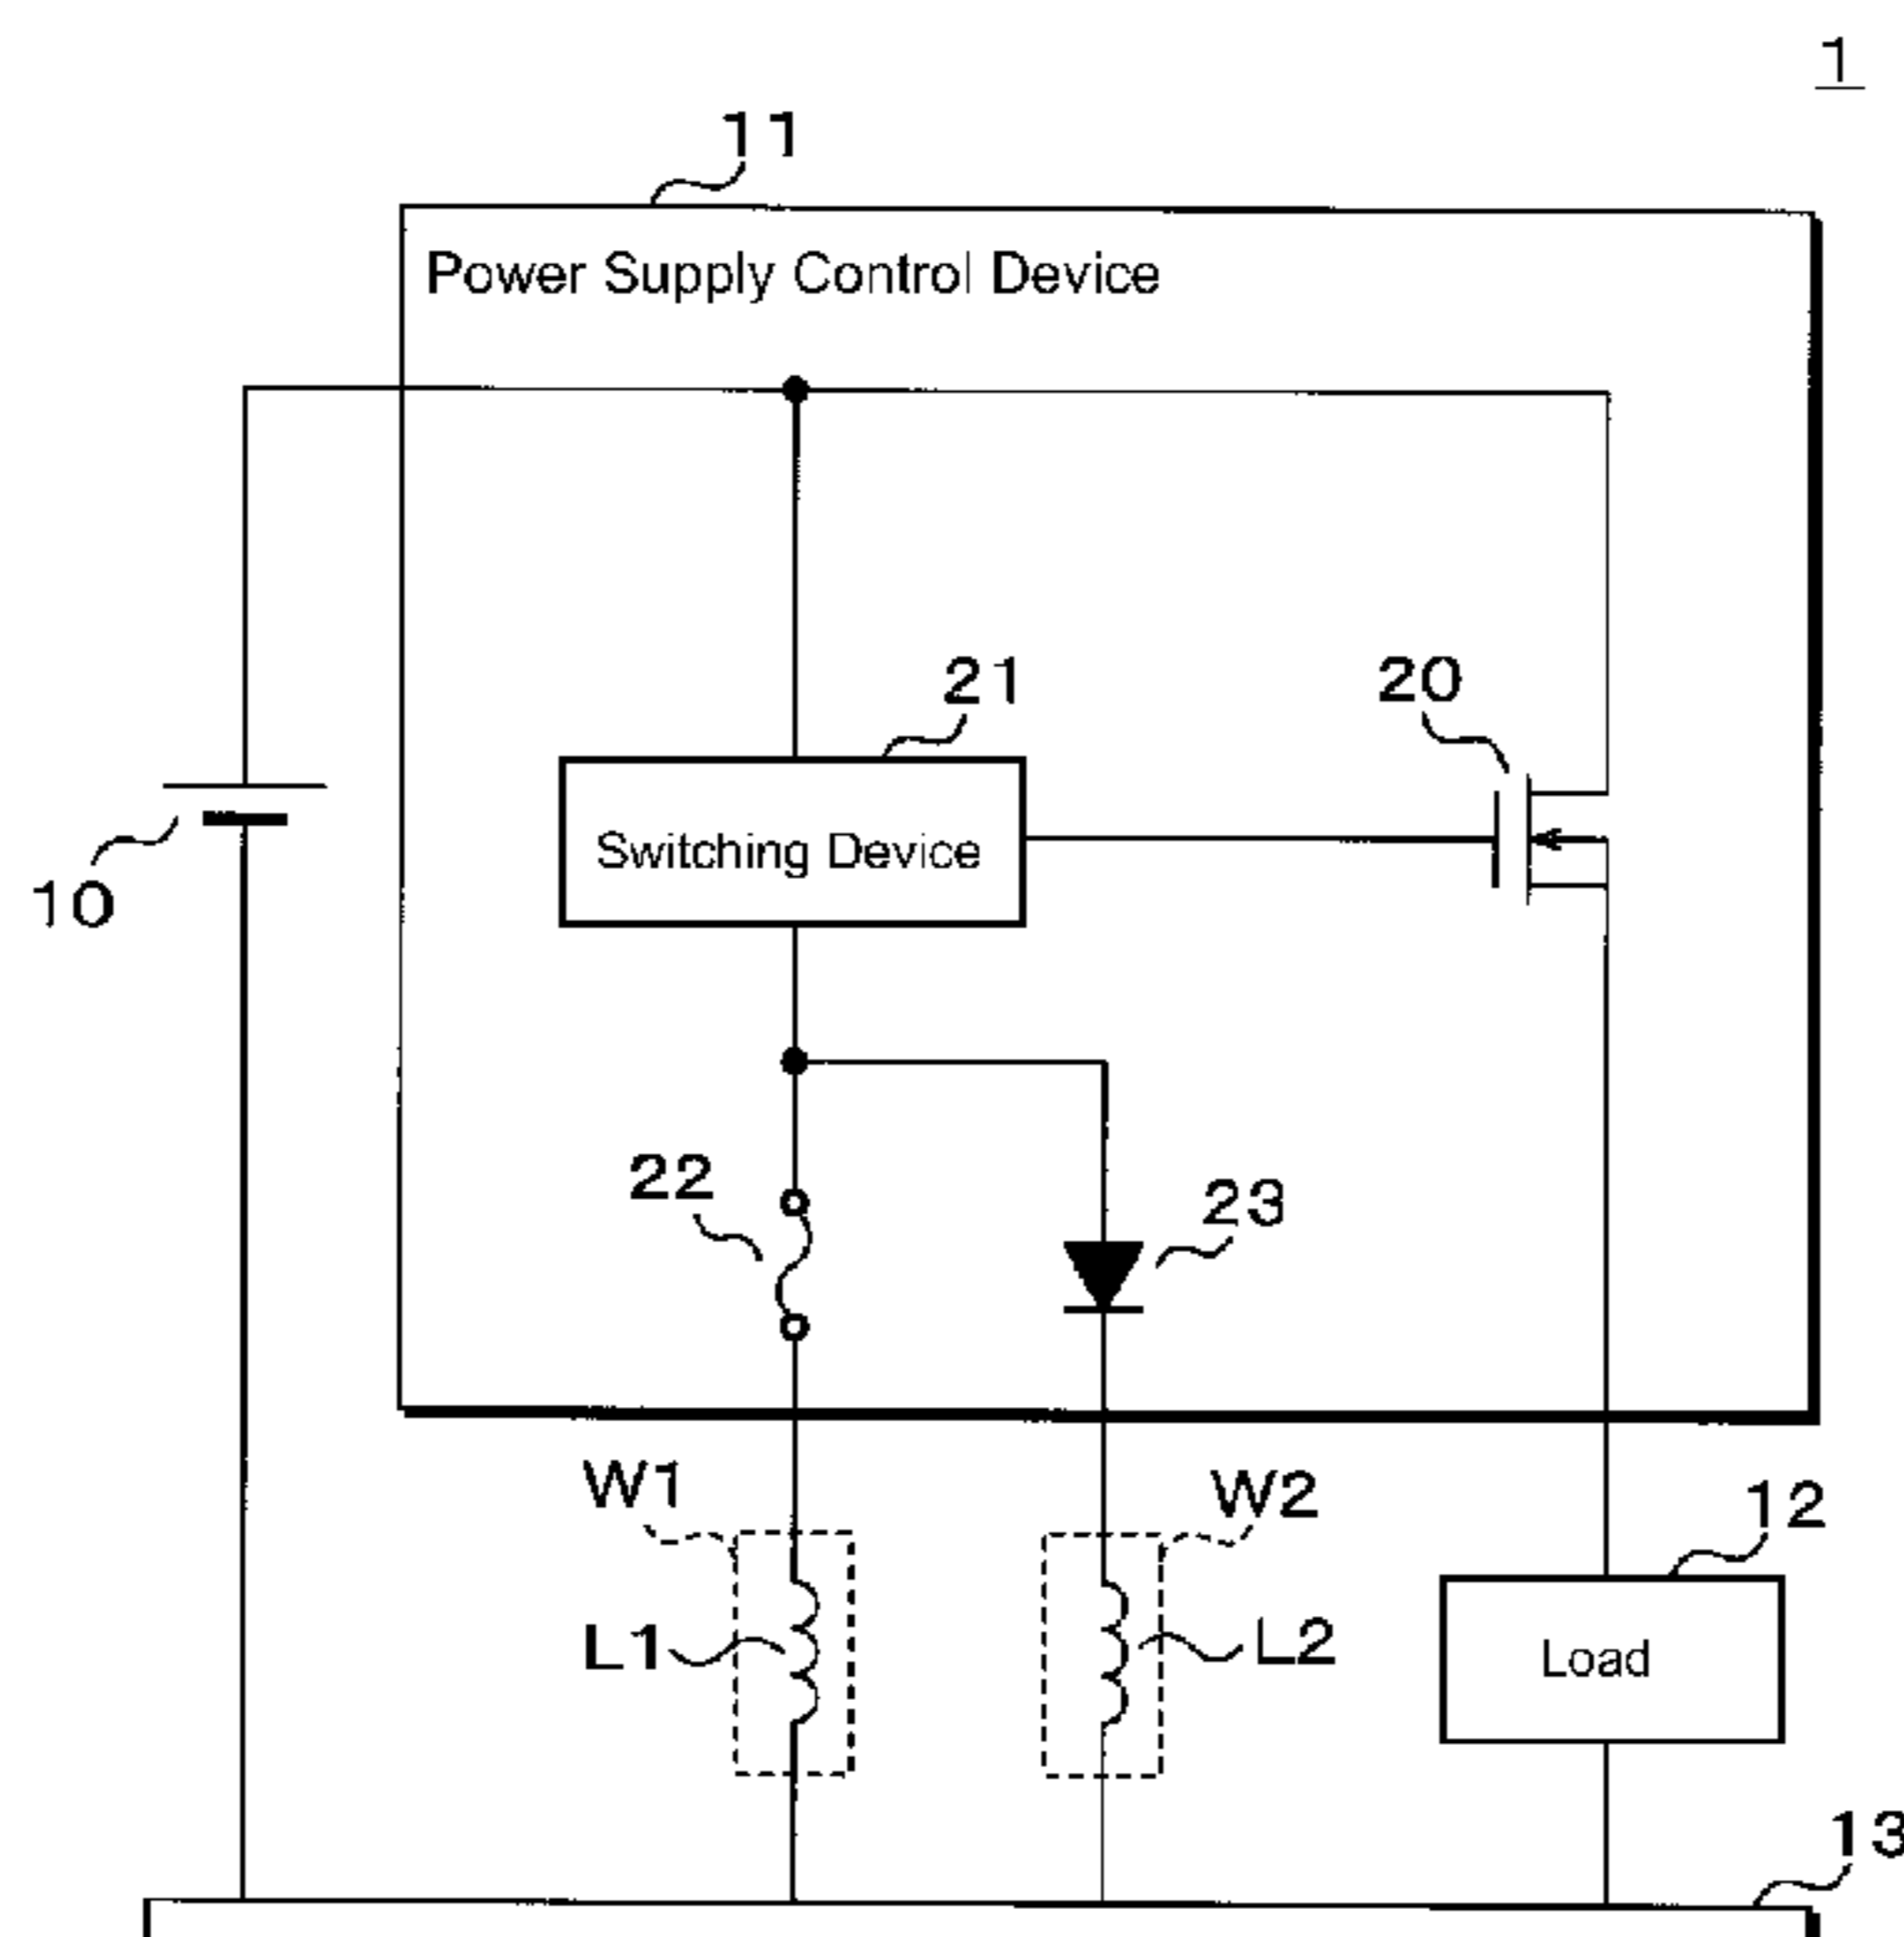 1
11
Power Supply Control Device
21
20
Switching Device
10
22
23
W1
W2
12
L1
L2
Load
13